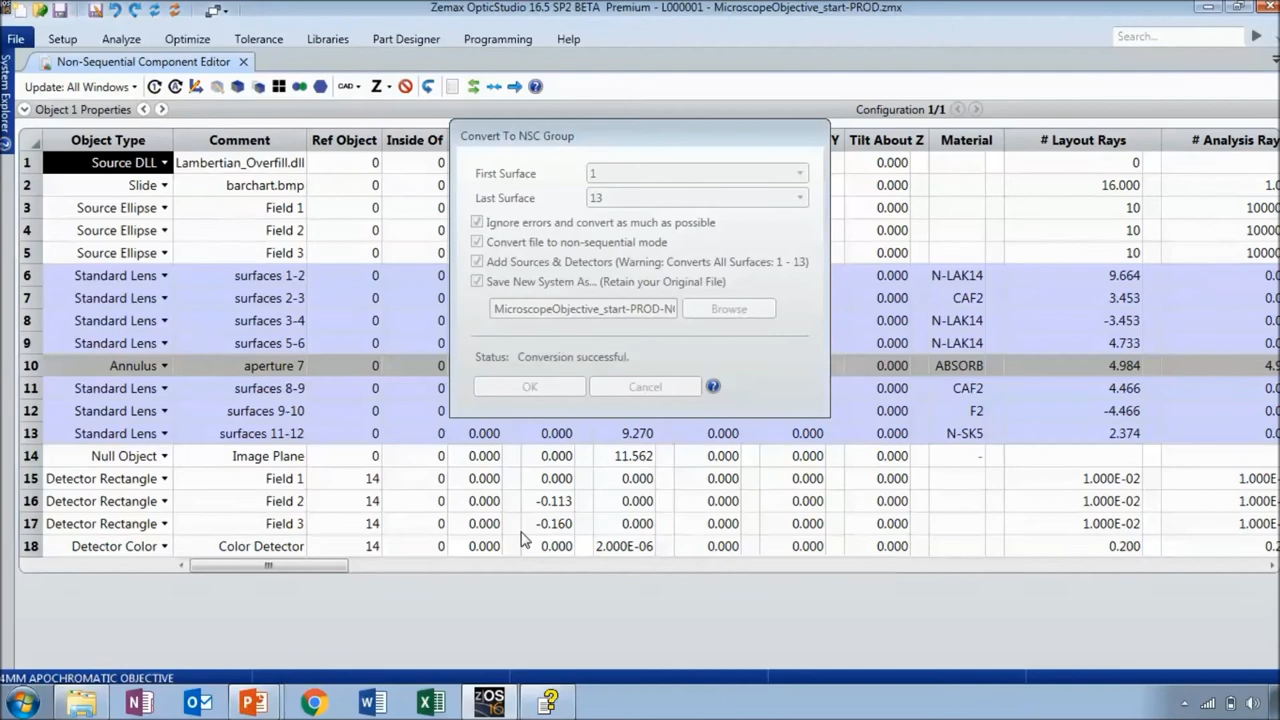 Zemax OpticStudio 16.5 SP2 BETA Premium - L000001 - MicroscopeObjective_start-PROD.zmx
File Setup Analyze Optimize Tolerance Libraries Part Designer Programming Help Search...
System Explorer
Non-Sequential Component Editor
Update: All Windows CAD Z
Object 1 Properties Configuration 1/1
Object Type Comment Ref Object Inside Of Y Tilt About Z Material # Layout Rays # Analysis Ray
1 Source DLL Lambertian_Overfill.dll 0 0 0.000 0
2 Slide barchart.bmp 0 0 0.000 16.000 1.0
3 Source Ellipse Field 1 0 0 0.000 10 10000
4 Source Ellipse Field 2 0 0 0.000 10 10000
5 Source Ellipse Field 3 0 0 0.000 10 10000
6 Standard Lens surfaces 1-2 0 0 0.000 N-LAK14 9.664
7 Standard Lens surfaces 2-3 0 0 0.000 CAF2 3.453
8 Standard Lens surfaces 3-4 0 0 0.000 N-LAK14 -3.453
9 Standard Lens surfaces 5-6 0 0 0.000 N-LAK14 4.733
10 Annulus aperture 7 0 0 0.000 ABSORB 4.984 4.9
11 Standard Lens surfaces 8-9 0 0 0.000 CAF2 4.466
12 Standard Lens surfaces 9-10 0 0 0.000 F2 -4.466
13 Standard Lens surfaces 11-12 0 0 0.000 0.000 9.270 0.000 0.000 0.000 N-SK5 2.374
14 Null Object Image Plane 0 0 0.000 0.000 11.562 0.000 0.000 0.000 -
15 Detector Rectangle Field 1 14 0 0.000 0.000 0.000 0.000 0.000 0.000 1.000E-02 1.000E
16 Detector Rectangle Field 2 14 0 0.000 -0.113 0.000 0.000 0.000 0.000 1.000E-02 1.000E
17 Detector Rectangle Field 3 14 0 0.000 -0.160 0.000 0.000 0.000 0.000 1.000E-02 1.000E
18 Detector Color Color Detector 14 0 0.000 0.000 2.000E-06 0.000 0.000 0.000 0.200 0.2
Convert To NSC Group
First Surface 1
Last Surface 13
Ignore errors and convert as much as possible
Convert file to non-sequential mode
Add Sources & Detectors (Warning: Converts All Surfaces: 1 - 13)
Save New System As... (Retain your Original File)
MicroscopeObjective_start-PROD-N Browse
Status: Conversion successful.
OK Cancel
4MM APOCHROMATIC OBJECTIVE
ZOS
16